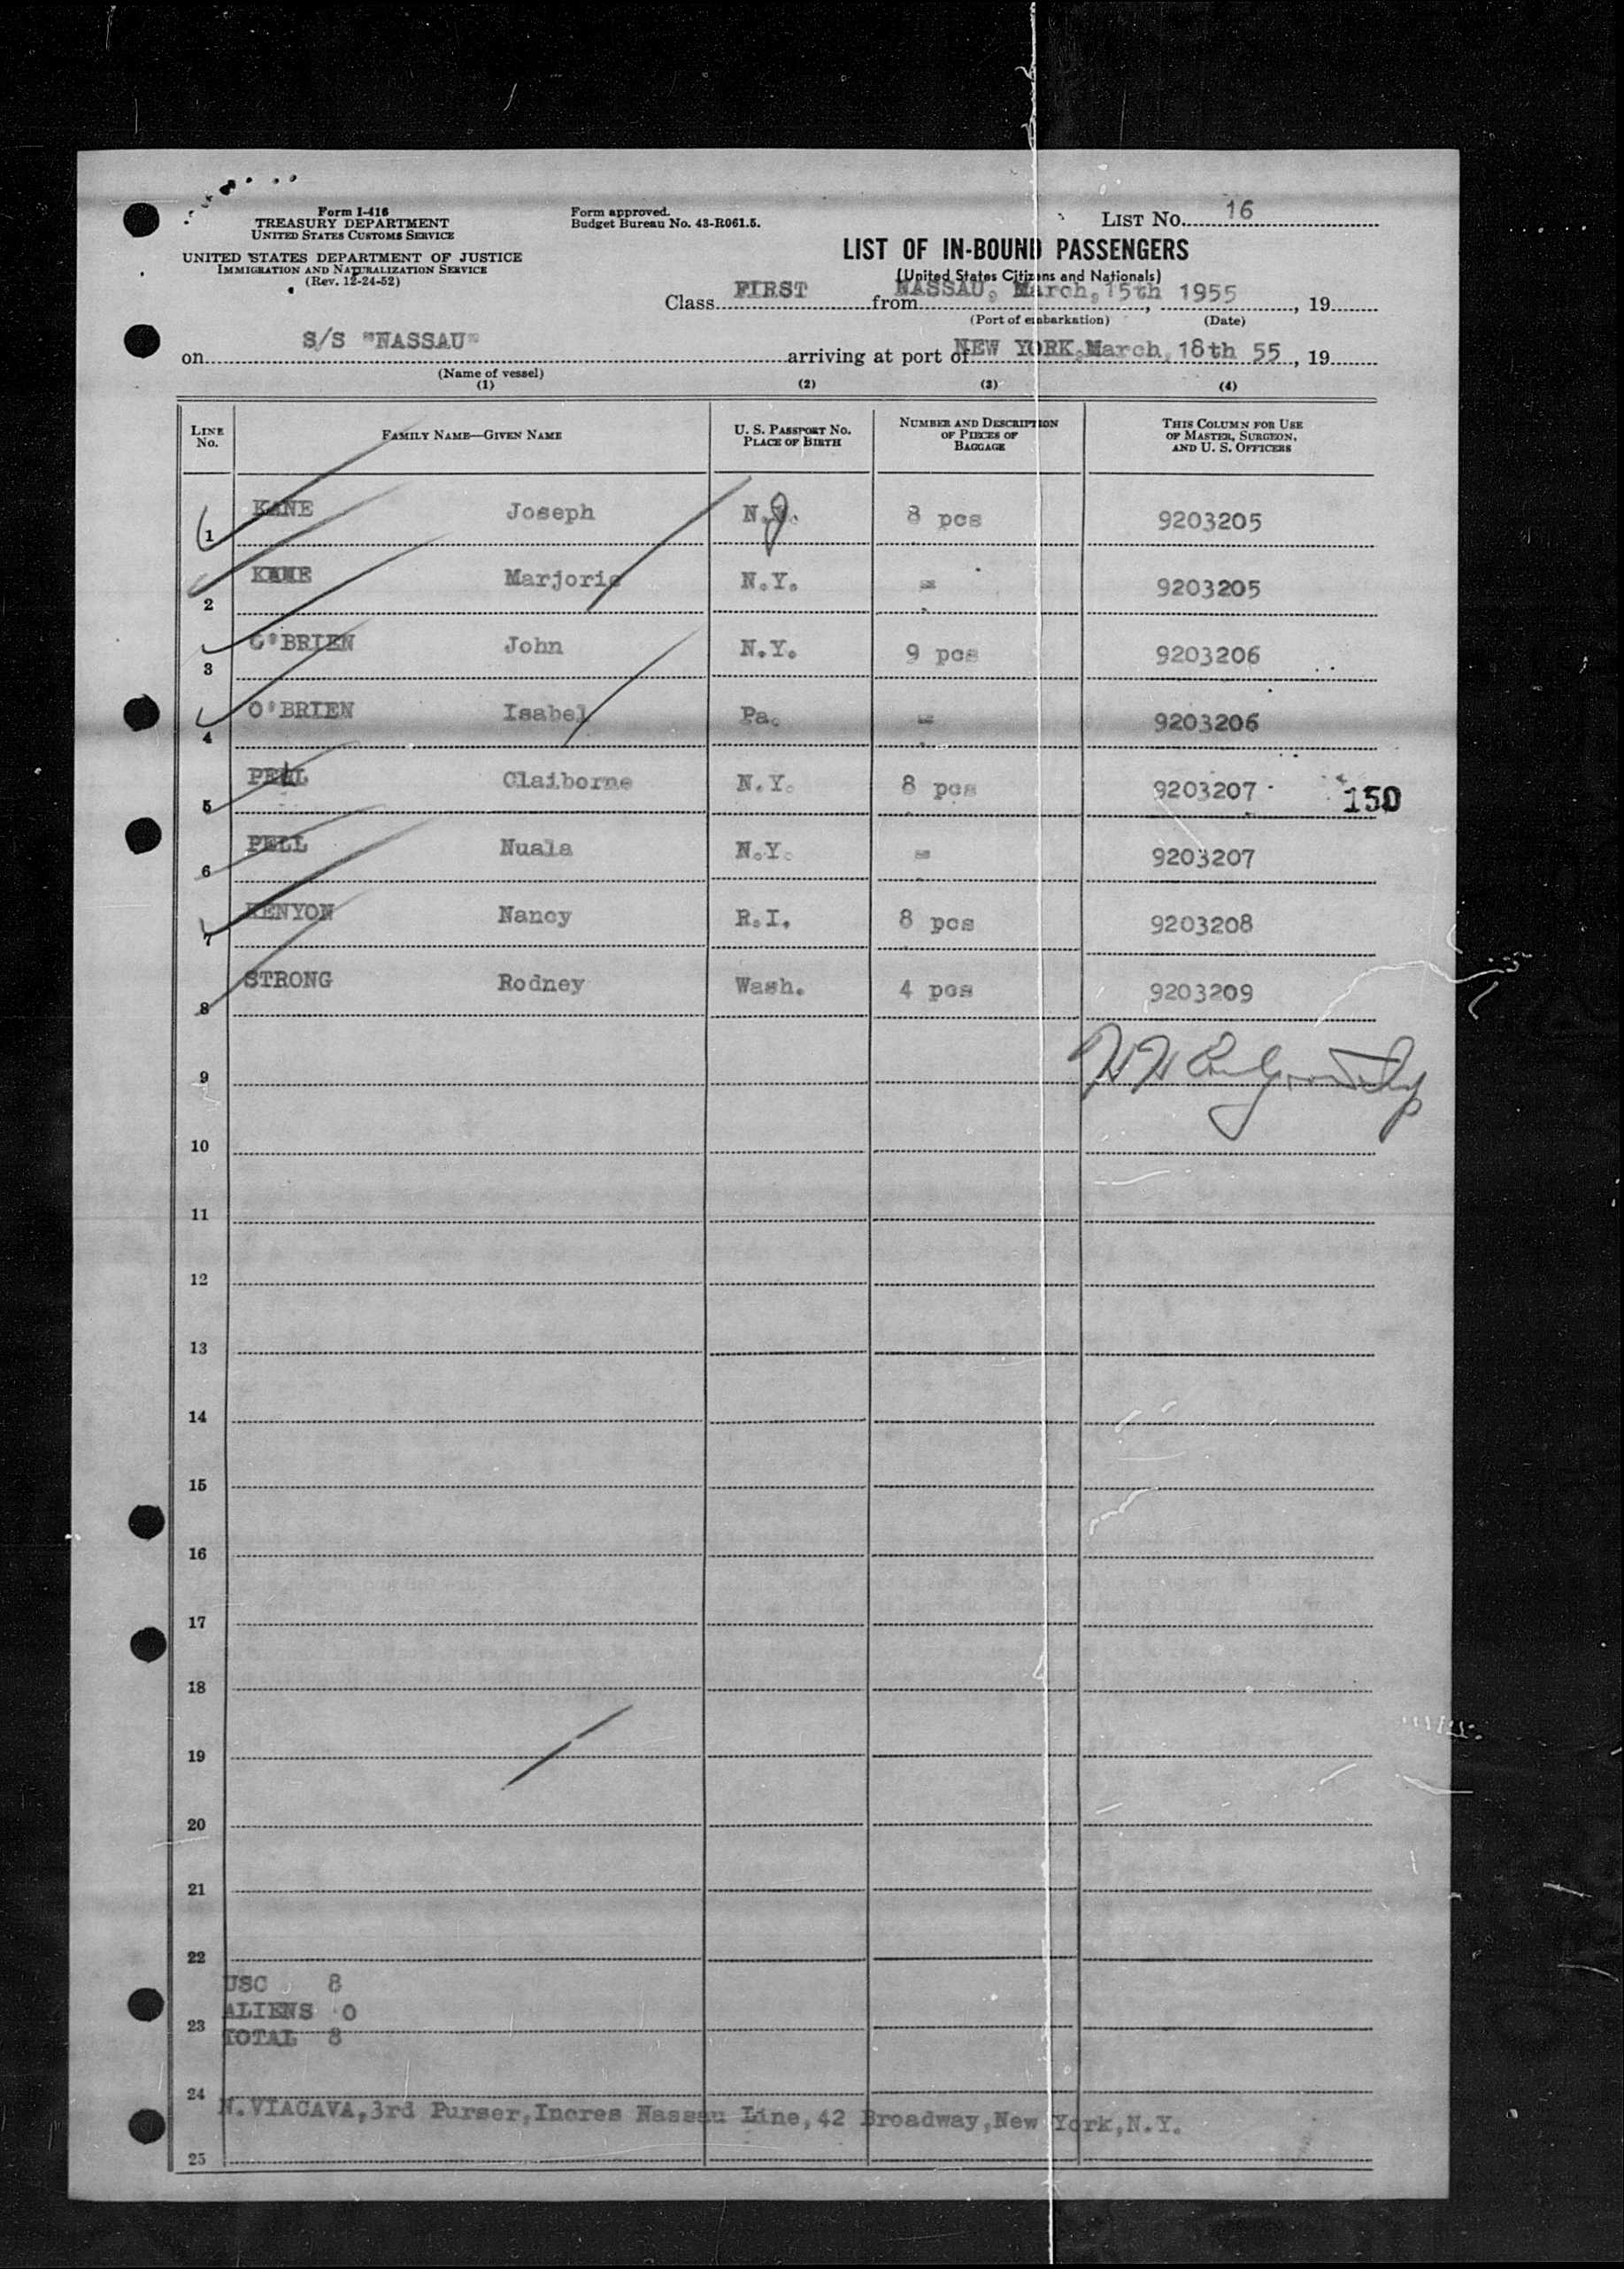 Form I-416
TREASURY DEPARTMENT
UNITED STATES CUSTOMS SERVICE
UNITED STATES DEPARTMENT OF JUSTICE
IMMIGRATION AND NATURALIZATION SERVICE
(Rev. 12-24-52)
Form approved.
Budget Bureau No. 43-R061.5.
LIST NO. 16
LIST OF IN-BOUND PASSENGERS
(United States Citizens and Nationals)
Class FIRST from NASSAU, March, 15th 1955, 19
(Port of embarkation) (Date)
on S/S "NASSAU" arriving at port of NEW YORK, March, 18th 55, 19
(Name of vessel)
(1) (2) (3) (4)
LINE NO. FAMILY NAME—GIVEN NAME U. S. PASSPORT NO. PLACE OF BIRTH NUMBER AND DESCRIPTION OF PIECES OF BAGGAGE THIS COLUMN FOR USE OF MASTER, SURGEON, AND U. S. OFFICERS
1 KANE Joseph 8 pcs 9203205
2 KANE Marjorie N.Y. - 9203205
3 O'BRIEN John N.Y. 9 pcs 9203206
4 O'BRIEN Isabel Pa. - 9203206
5 PELL Claiborne N.Y. 8 pcs 9203207 150
6 PELL Nuala N.Y. - 9203207
7 KENYON Nancy R.I. 8 pcs 9203208
8 STRONG Rodney Wash. 4 pcs 9203209
9
10
11
12
13
14
15
16
17
18
19
20
21
22
USC 8
ALIENS 0
23
TOTAL 8
24
N.VIACAVA,3rd Purser,Incres Nassau Line,42 Broadway,New York,N.Y.
25